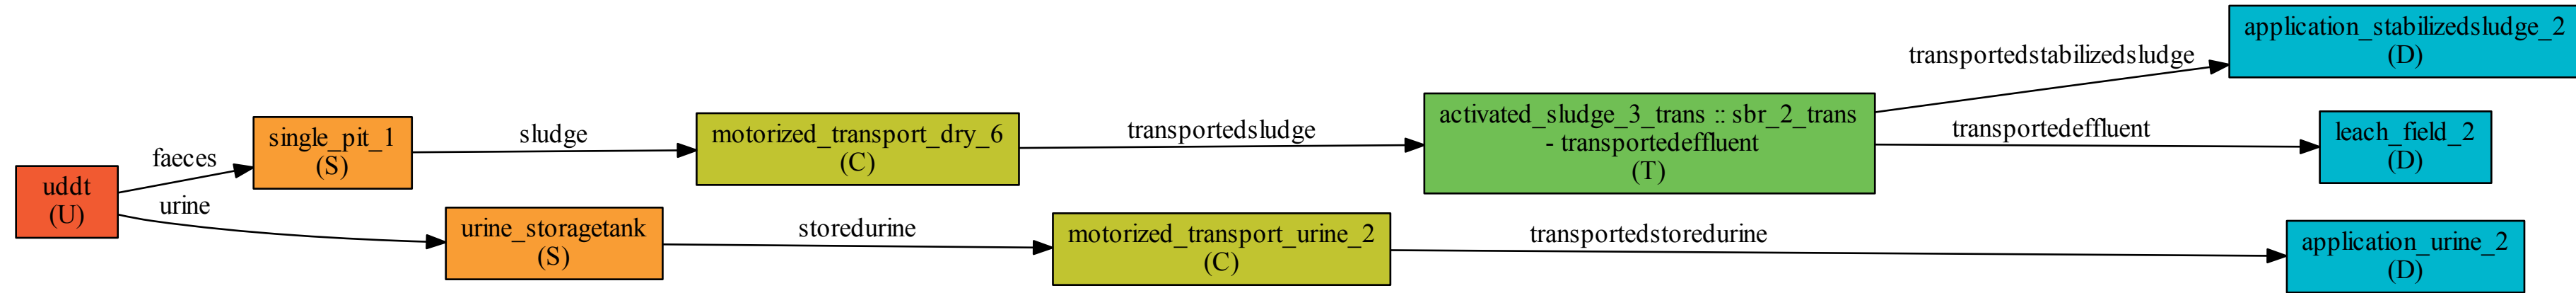 uddt
(U)
faeces
urine
single_pit_1
(S)
urine_storagetank
(S)
sludge
storedurine
motorized_transport_dry_6
(C)
motorized_transport_urine_2
(C)
transportedsludge
transportedstoredurine
activated_sludge_3_trans :: sbr_2_trans
- transportedeffluent
(T)
transportedstabilizedsludge
transportedeffluent
application_stabilizedsludge_2
(D)
leach_field_2
(D)
application_urine_2
(D)